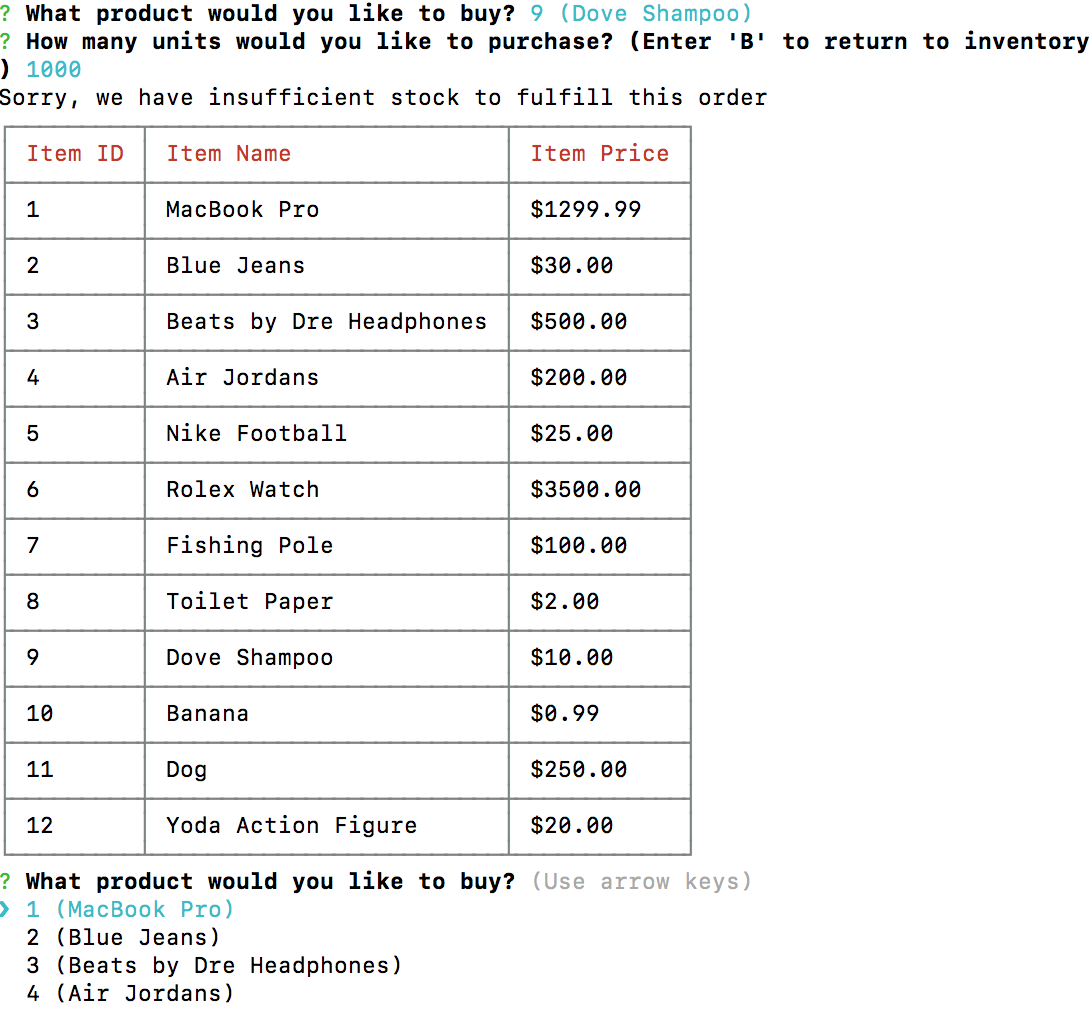 ? What product would you like to buy? 9 (Dove Shampoo)
? How many units would you like to purchase? (Enter 'B' to return to inventory
) 1000
Sorry, we have insufficient stock to fulfill this order
Item ID Item Name Item Price
1 MacBook Pro $1299.99
2 Blue Jeans $30.00
3 Beats by Dre Headphones $500.00
4 Air Jordans $200.00
5 Nike Football $25.00
6 Rolex Watch $3500.00
7 Fishing Pole $100.00
8 Toilet Paper $2.00
9 Dove Shampoo $10.00
10 Banana $0.99
11 Dog $250.00
12 Yoda Action Figure $20.00
? What product would you like to buy? (Use arrow keys)
❯ 1 (MacBook Pro)
2 (Blue Jeans)
3 (Beats by Dre Headphones)
4 (Air Jordans)